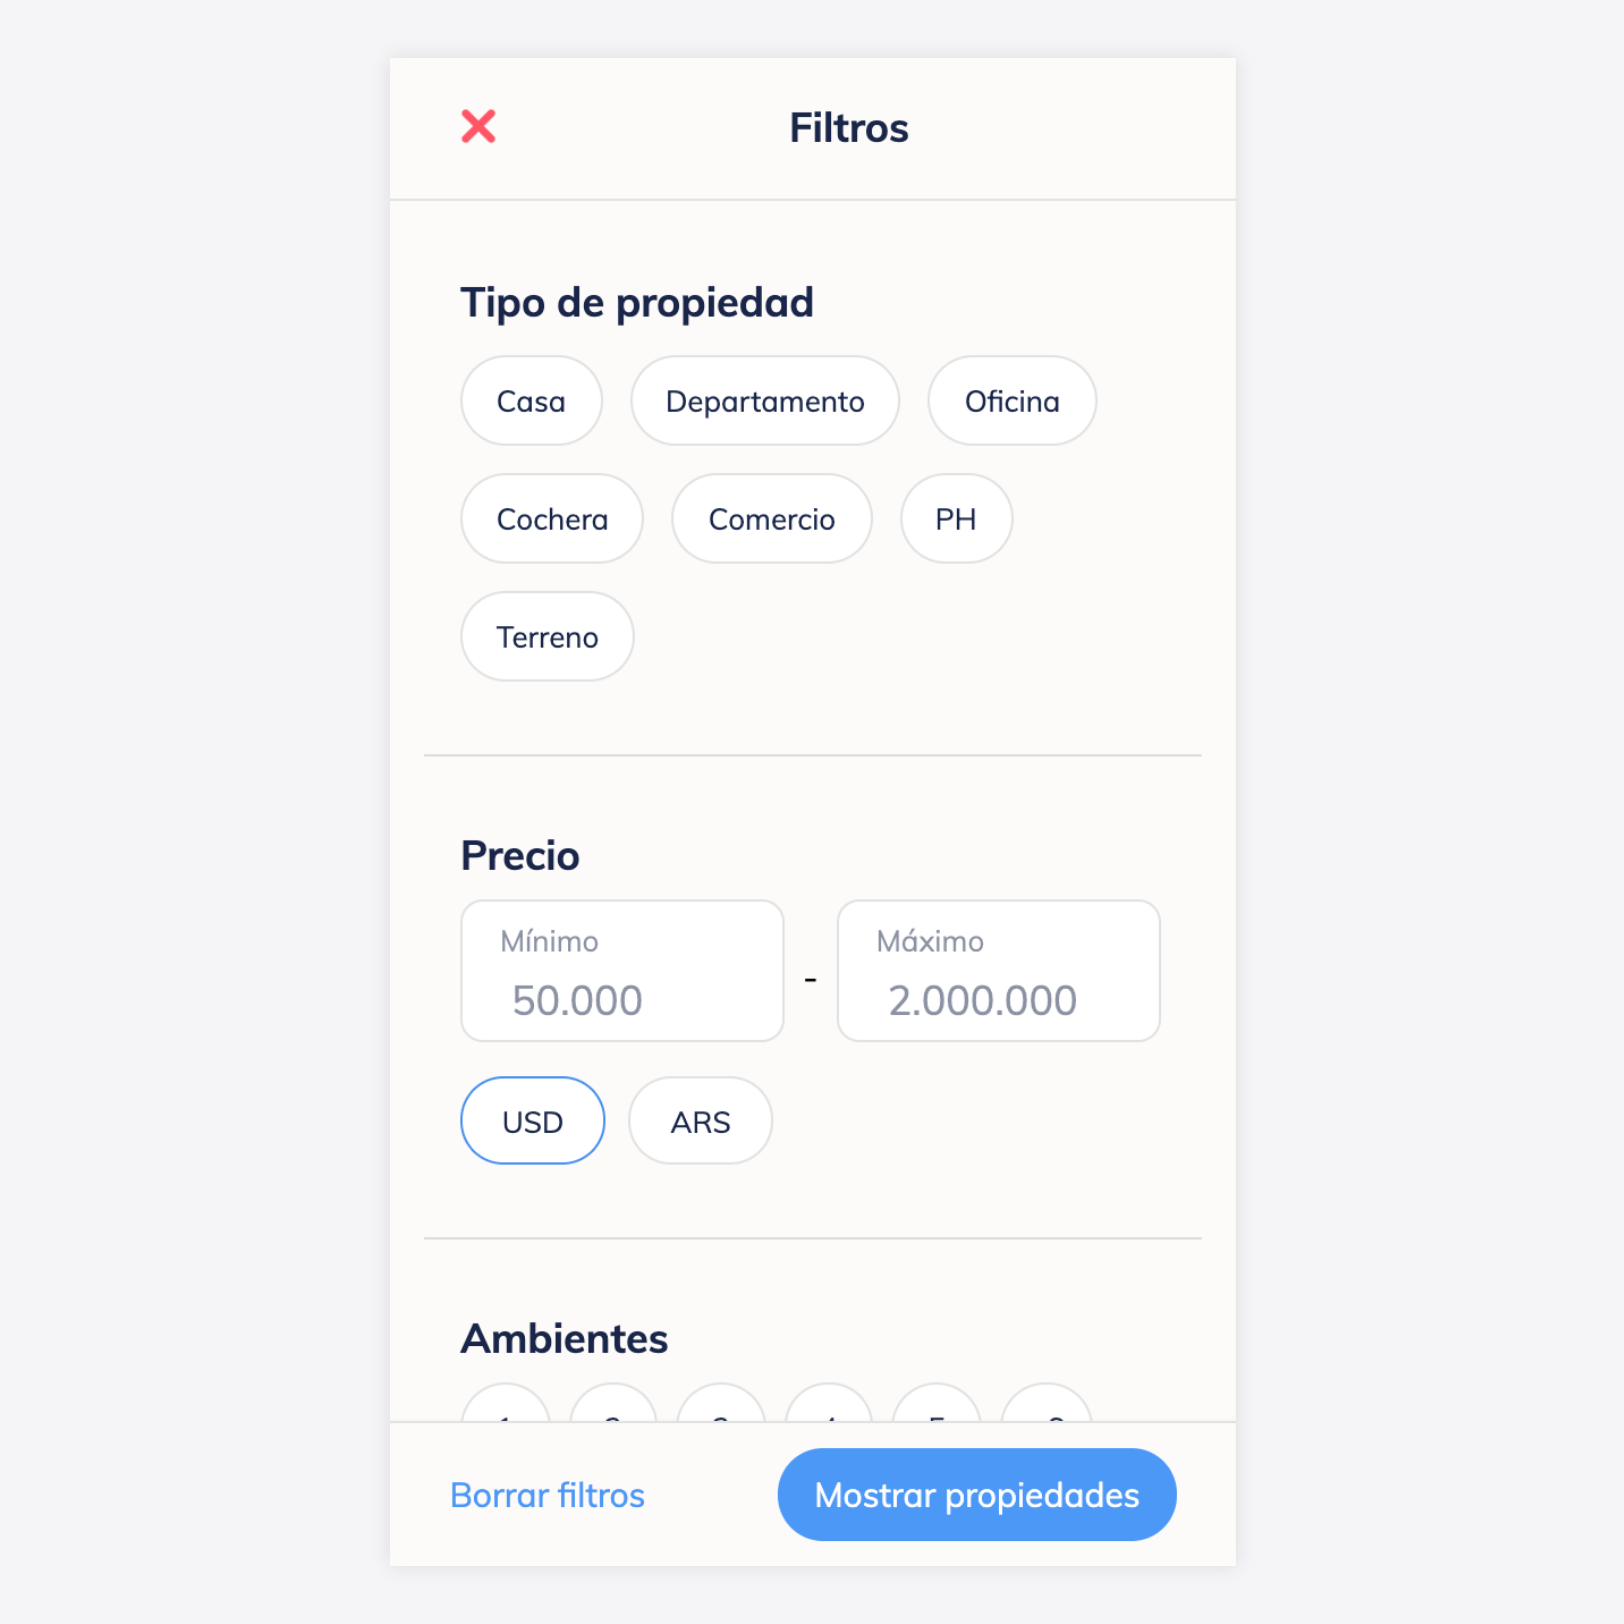 Filtros
Tipo de propiedad
Casa Departamento Oficina
Cochera Comercio PH
Terreno
Precio
Mínimo Máximo
50.000 - 2.000.000
USD ARS
Ambientes
Borrar filtros Mostrar propiedades